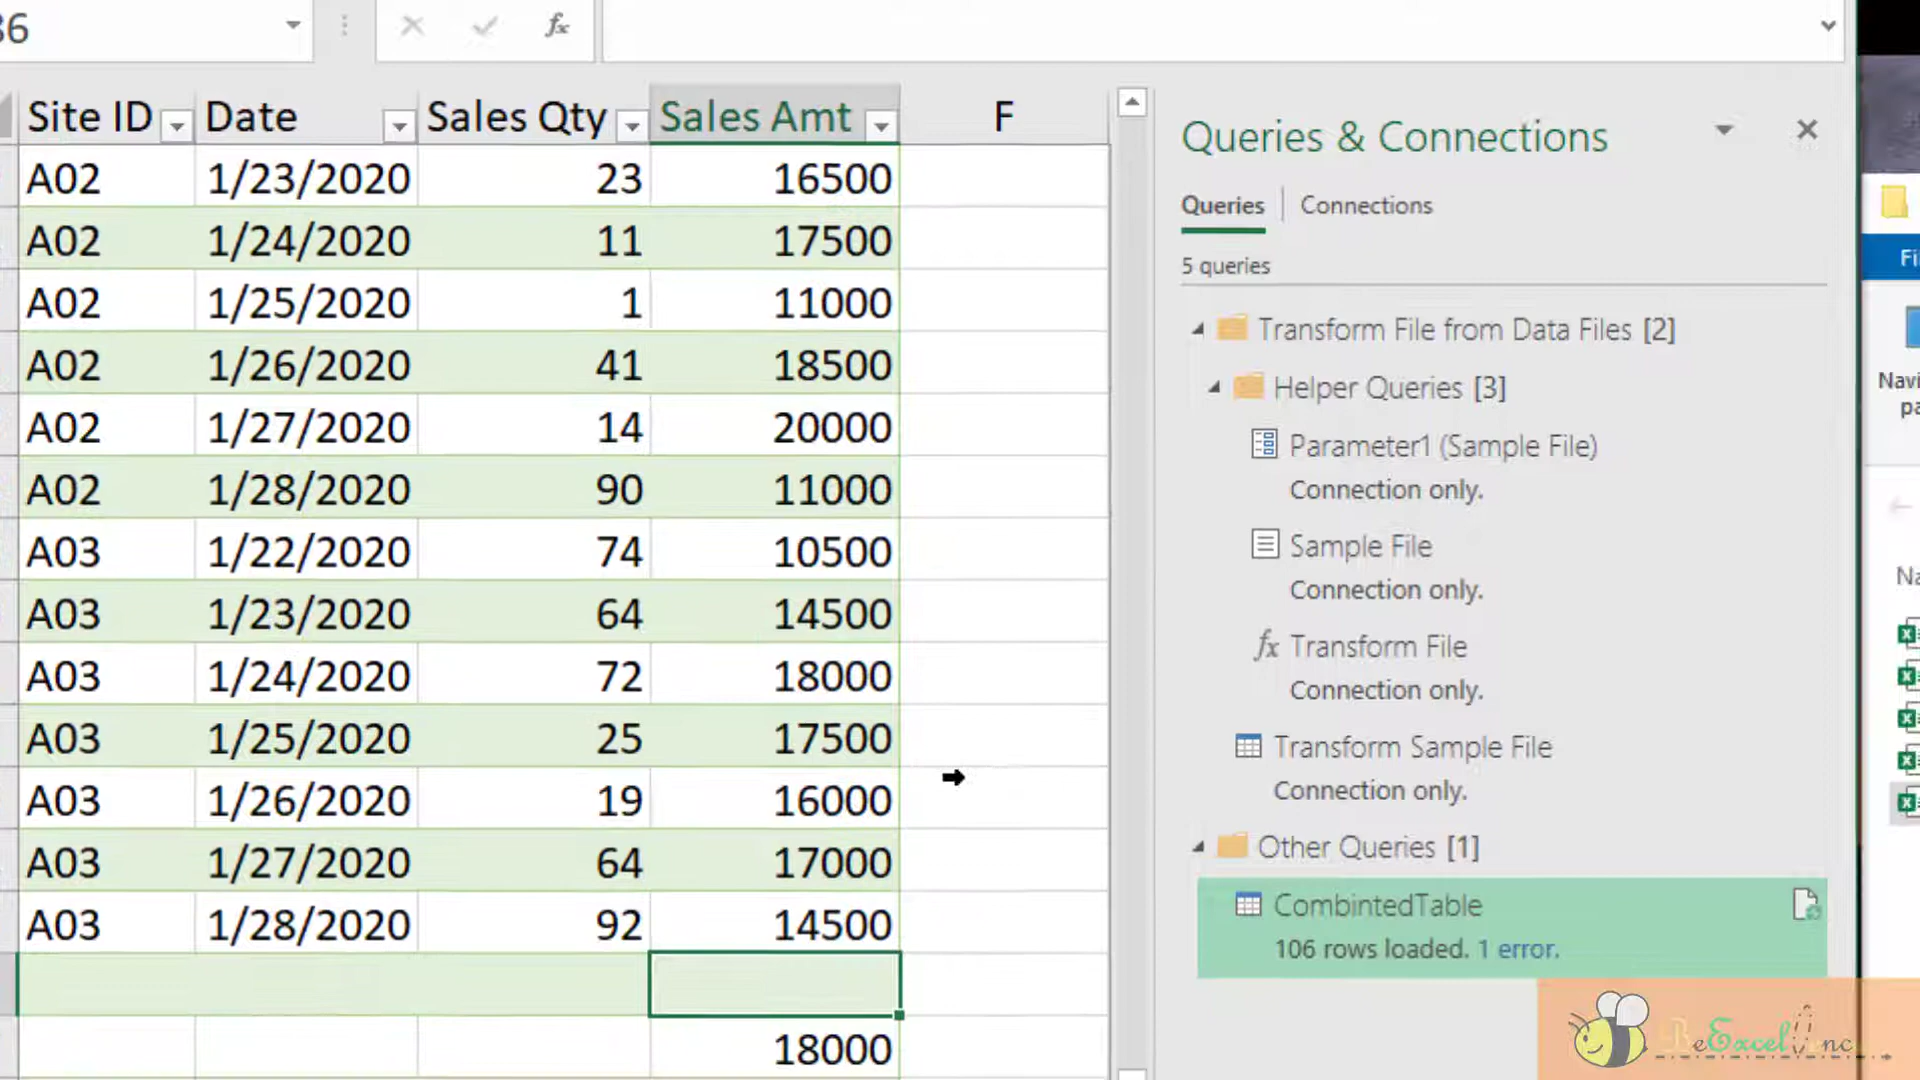 36
fx
Site ID Date Sales Qty Sales Amt F
A02 1/23/2020 23 16500
A02 1/24/2020 11 17500
A02 1/25/2020 1 11000
A02 1/26/2020 41 18500
A02 1/27/2020 14 20000
A02 1/28/2020 90 11000
A03 1/22/2020 74 10500
A03 1/23/2020 64 14500
A03 1/24/2020 72 18000
A03 1/25/2020 25 17500
A03 1/26/2020 19 16000
A03 1/27/2020 64 17000
A03 1/28/2020 92 14500
18000
Queries & Connections
Queries Connections
5 queries
Transform File from Data Files [2]
Helper Queries [3]
Parameter1 (Sample File)
Connection only.
Sample File
Connection only.
fx Transform File
Connection only.
Transform Sample File
Connection only.
Other Queries [1]
CombintedTable
106 rows loaded. 1 error.
Fi
Navi
pa
Na
BeExcel inc